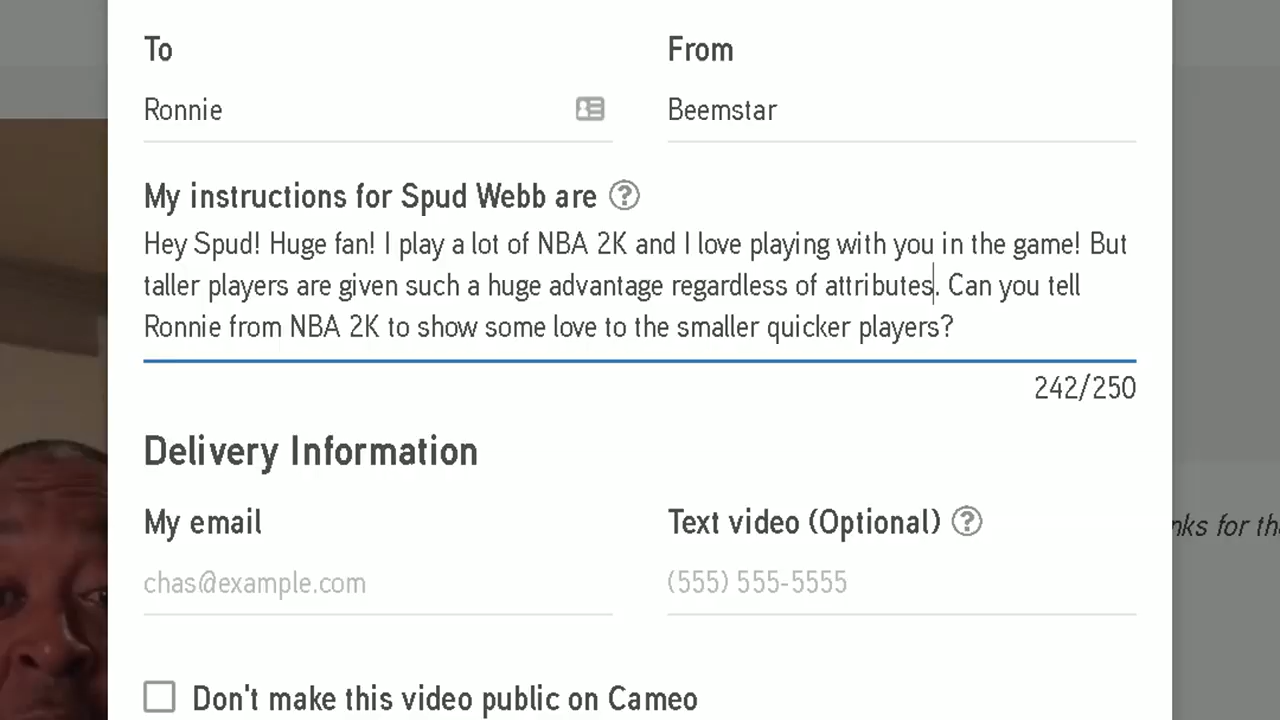 To
From
Ronnie
Beemstar
My instructions for Spud Webb are ?
Hey Spud! Huge fan! I play a lot of NBA 2K and I love playing with you in the game! But
taller players are given such a huge advantage regardless of attributes. Can you tell
Ronnie from NBA 2K to show some love to the smaller quicker players?
242/250
Delivery Information
My email
Text video (Optional) ?
chas@example.com
(555) 555-5555
for
Don't make this video public on Cameo